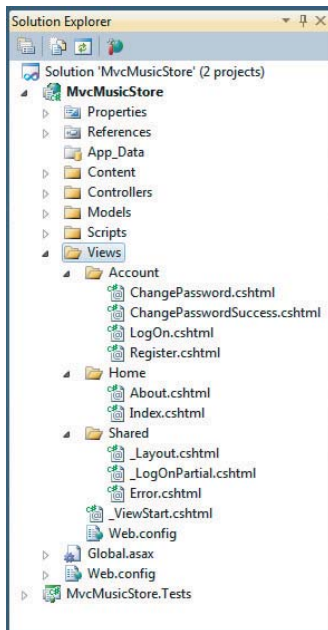 Solution Explorer
Solution 'MvcMusicStore' (2 projects)
MvcMusicStore
Properties
References
App_Data
Content
Controllers
Models
Scripts
Views
Account
ChangePassword.cshtml
ChangePasswordSuccess.cshtml
LogOn.cshtml
Register.cshtml
Home
About.cshtml
Index.cshtml
Shared
_Layout.cshtml
_LogOnPartial.cshtml
Error.cshtml
_ViewStart.cshtml
Web.config
Global.asax
Web.config
MvcMusicStore.Tests